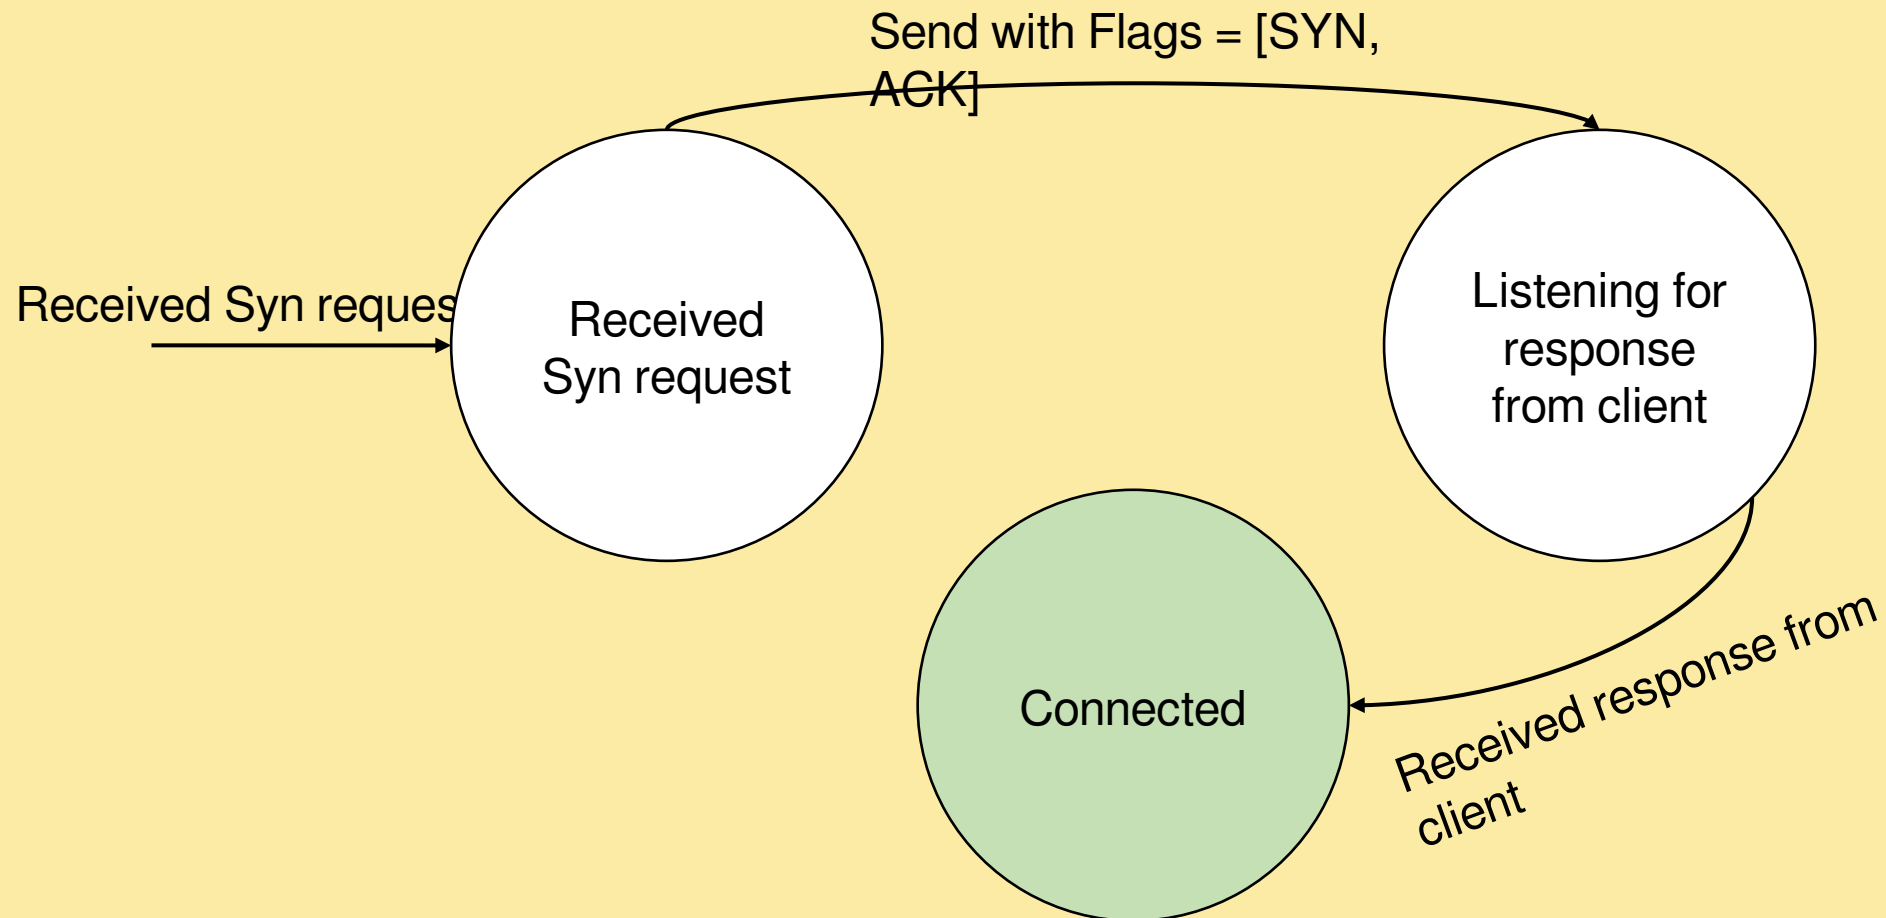 Send with Flags = [SYN,
ACK]
Received Syn reques
Received
Syn request
Listening for
response
from client
Connected
Received response from
client